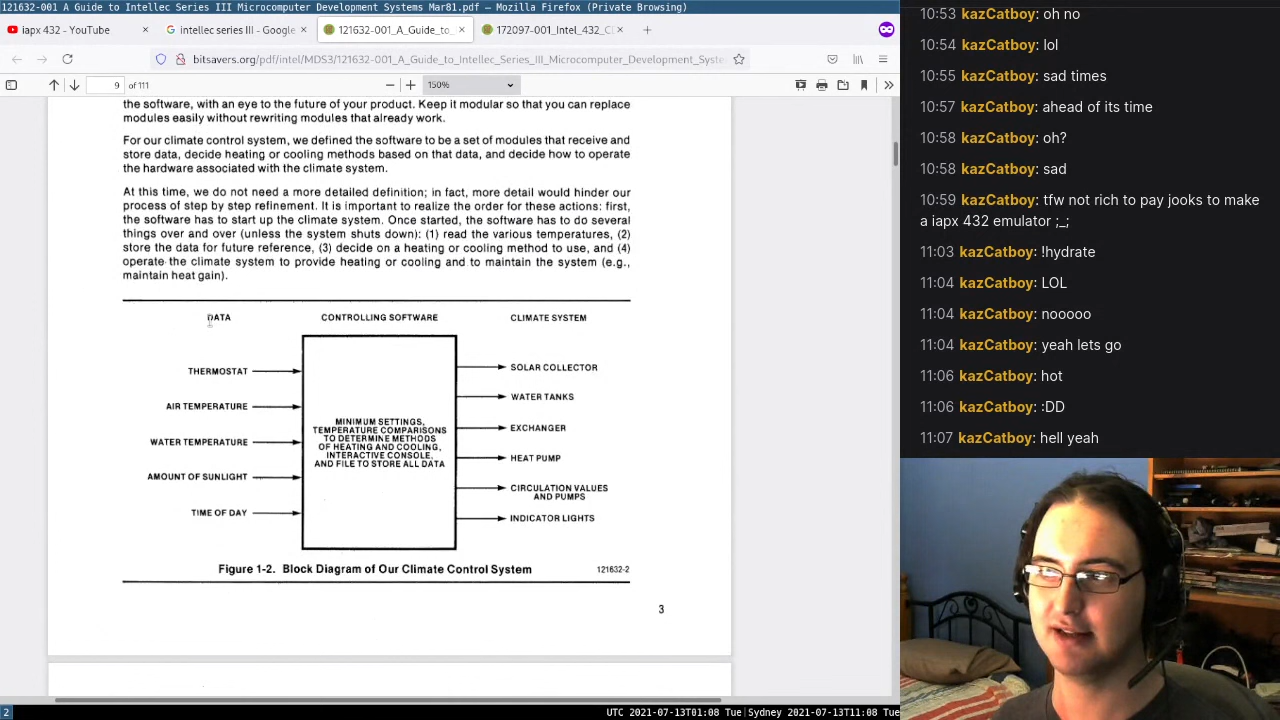 121632-001 A Guide to Intellec Series III Microcomputer Development Systems Mar81.pdf — Mozilla Firefox (Private Browsing)
iapx 432 - YouTube
intellec series III - Google
121632-001_A_Guide_to_
172097-001_Intel_432_C
bitsavers.org/pdf/intel/MDS3/121632-001_A_Guide_to_Intellec_Series_III_Microcomputer_Development_Syste
9 of 111
150%
the software, with an eye to the future of your product. Keep it modular so that you can replace
modules easily without rewriting modules that already work.
For our climate control system, we defined the software to be a set of modules that receive and
store data, decide heating or cooling methods based on that data, and decide how to operate
the hardware associated with the climate system.
At this time, we do not need a more detailed definition; in fact, more detail would hinder our
process of step by step refinement. It is important to realize the order for these actions: first,
the software has to start up the climate system. Once started, the software has to do several
things over and over (unless the system shuts down): (1) read the various temperatures, (2)
store the data for future reference, (3) decide on a heating or cooling method to use, and (4)
operate the climate system to provide heating or cooling and to maintain the system (e.g.,
maintain heat gain).
DATA
CONTROLLING SOFTWARE
CLIMATE SYSTEM
THERMOSTAT
AIR TEMPERATURE
WATER TEMPERATURE
AMOUNT OF SUNLIGHT
TIME OF DAY
MINIMUM SETTINGS,
TEMPERATURE COMPARISONS
TO DETERMINE METHODS
OF HEATING AND COOLING,
INTERACTIVE CONSOLE,
AND FILE TO STORE ALL DATA
SOLAR COLLECTOR
WATER TANKS
EXCHANGER
HEAT PUMP
CIRCULATION VALUES
AND PUMPS
INDICATOR LIGHTS
Figure 1-2. Block Diagram of Our Climate Control System
121632-2
3
2
UTC 2021-07-13T01:08 Tue Sydney 2021-07-13T11:08 Tue
10:53 kazCatboy: oh no
10:54 kazCatboy: lol
10:55 kazCatboy: sad times
10:57 kazCatboy: ahead of its time
10:58 kazCatboy: oh?
10:58 kazCatboy: sad
10:59 kazCatboy: tfw not rich to pay jooks to make
a iapx 432 emulator ;_;
11:03 kazCatboy: !hydrate
11:04 kazCatboy: LOL
11:04 kazCatboy: nooooo
11:04 kazCatboy: yeah lets go
11:06 kazCatboy: hot
11:06 kazCatboy: :DD
11:07 kazCatboy: hell yeah